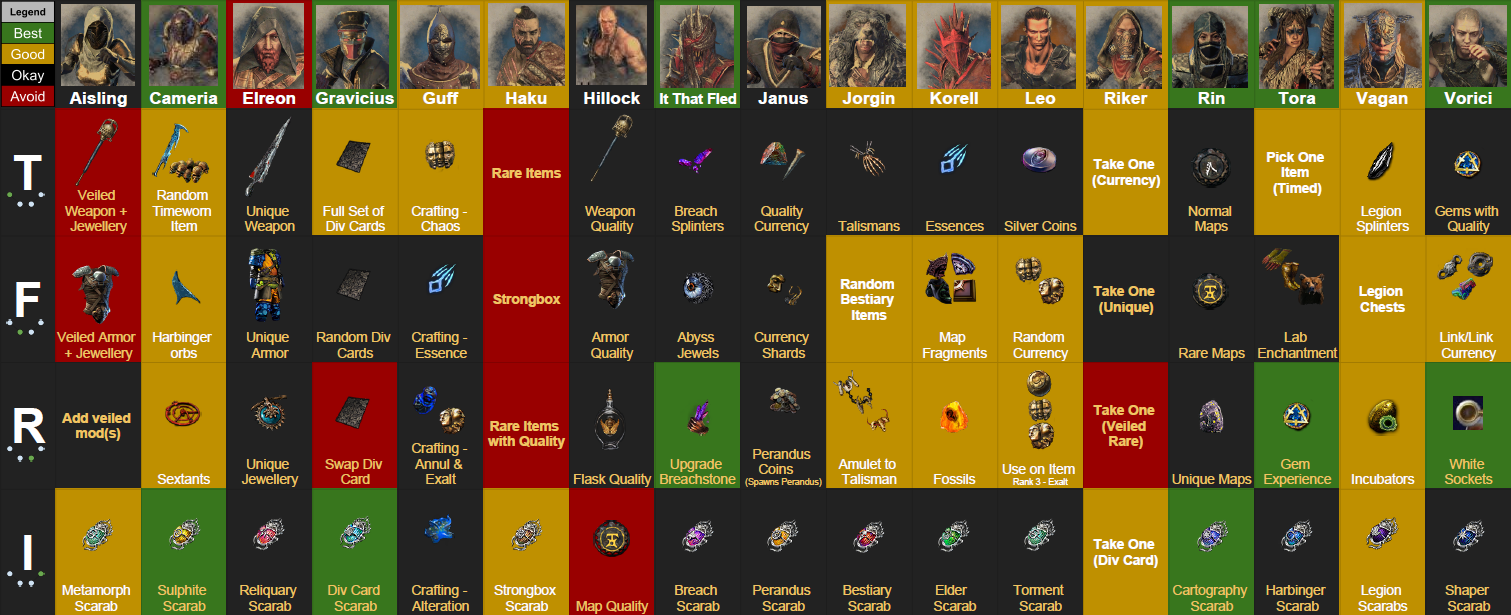 Legend
Best
Good
Okay
Avoid
Aisling
Cameria
Elreon
Gravicius
Guff
Haku
Hillock
It That Fled
Janus
Jorgin
Korell
Leo
Riker
Rin
Tora
Vagan
Vorici
T
Veiled
Weapon +
Jewellery
Random
Timeworn
Item
Unique
Weapon
Full Set of
Div Cards
Crafting -
Chaos
Rare Items
Weapon
Quality
Breach
Splinters
Quality
Currency
Talismans
Essences
Silver Coins
Take One
(Currency)
Normal
Maps
Pick One
Item
(Timed)
Legion
Splinters
Gems with
Quality
F
Veiled Armor
+ Jewellery
Harbinger
orbs
Unique
Armor
Random Div
Cards
Crafting -
Essence
Strongbox
Armor
Quality
Abyss
Jewels
Currency
Shards
Random
Bestiary
Items
Map
Fragments
Random
Currency
Take One
(Unique)
Rare Maps
Lab
Enchantment
Legion
Chests
Link/Link
Currency
R
Add veiled
mod(s)
Sextants
Unique
Jewellery
Swap Div
Card
Crafting -
Annul &
Exalt
Rare Items
with Quality
Flask Quality
Upgrade
Breachstone
Perandus
Coins
(Spawns Perandus)
Amulet to
Talisman
Fossils
Use on Item
Rank 3 - Exalt
Take One
(Veiled
Rare)
Unique Maps
Gem
Experience
Incubators
White
Sockets
I
Metamorph
Scarab
Sulphite
Scarab
Reliquary
Scarab
Div Card
Scarab
Crafting -
Alteration
Strongbox
Scarab
Map Quality
Breach
Scarab
Perandus
Scarab
Bestiary
Scarab
Elder
Scarab
Torment
Scarab
Take One
(Div Card)
Cartography
Scarab
Harbinger
Scarab
Legion
Scarabs
Shaper
Scarab